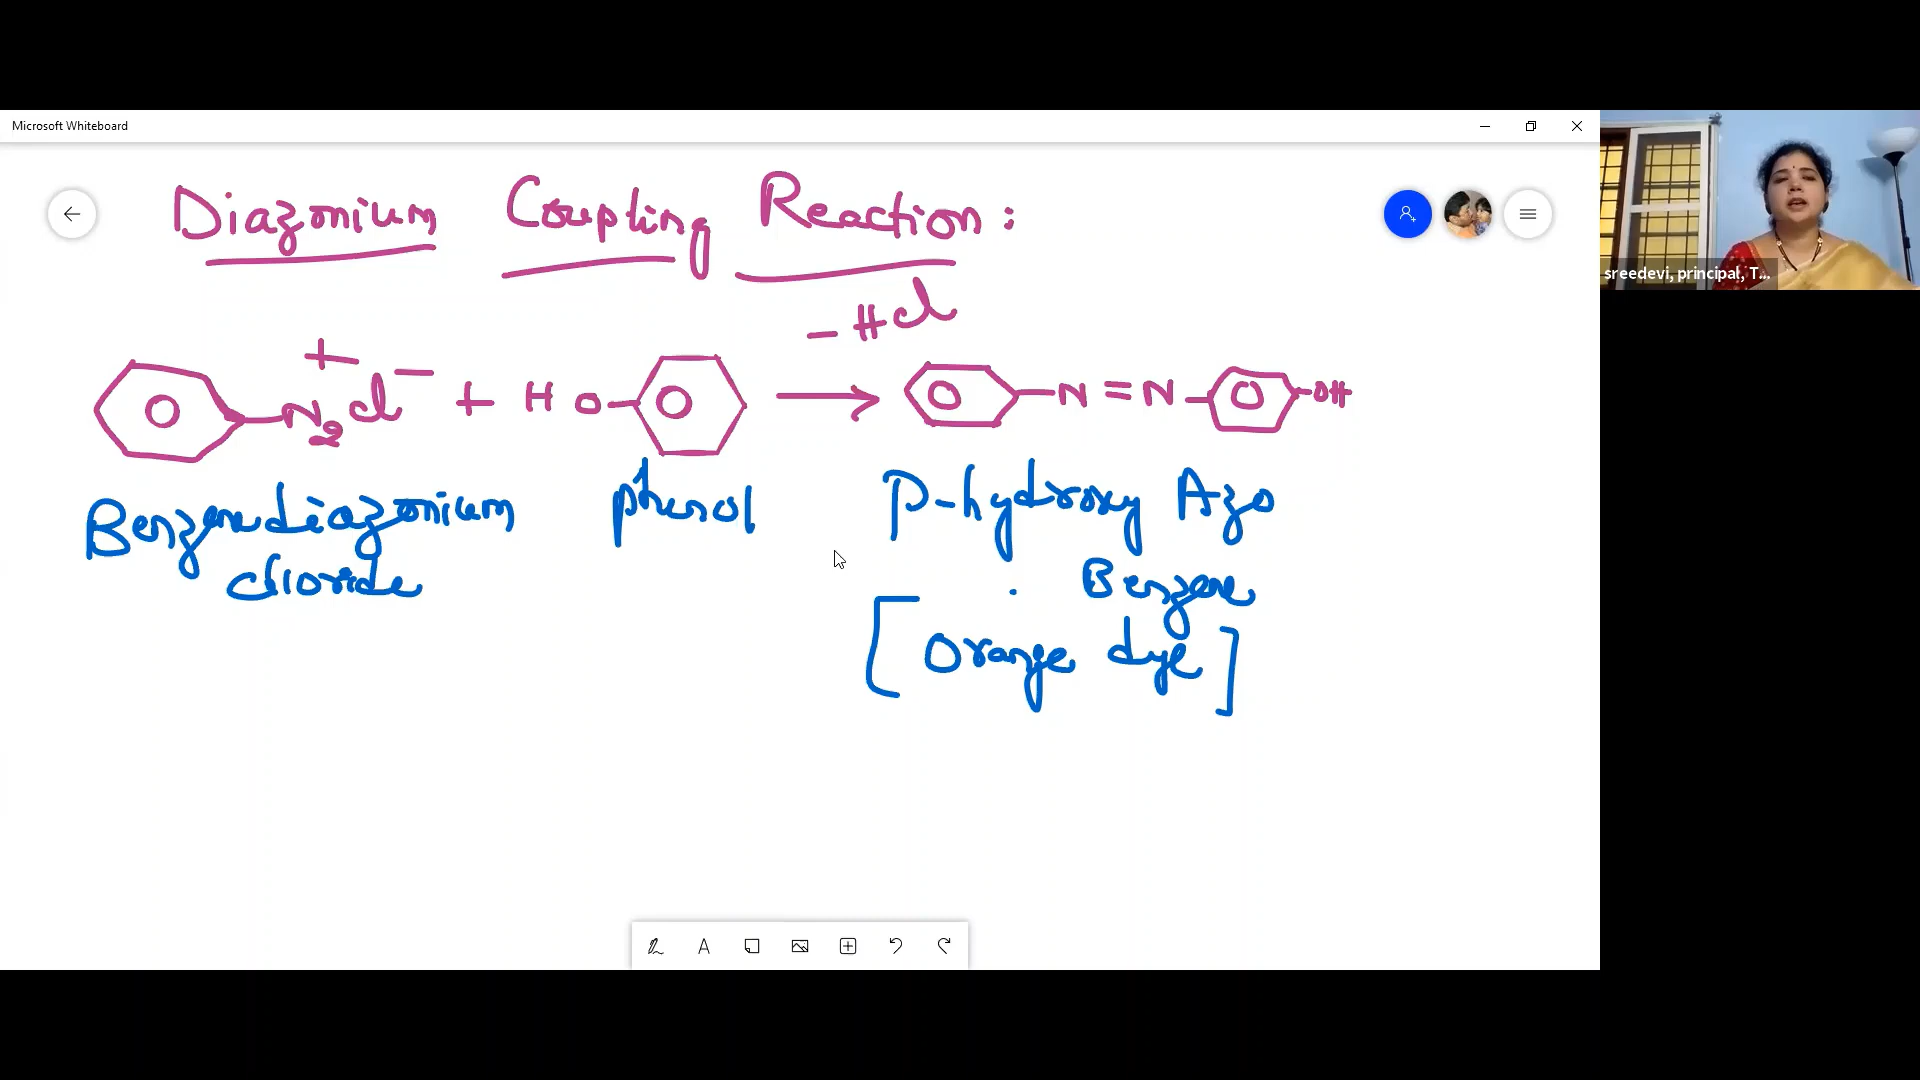 Microsoft Whiteboard
Diazonium Coupling Reaction:
- HCl
+ -
N2Cl + HO → N=N -OH
Benzenediazonium phenol P-hydroxy Azo
chloride Benzene
[Orange dye]
sreedevi, principal, T...
A